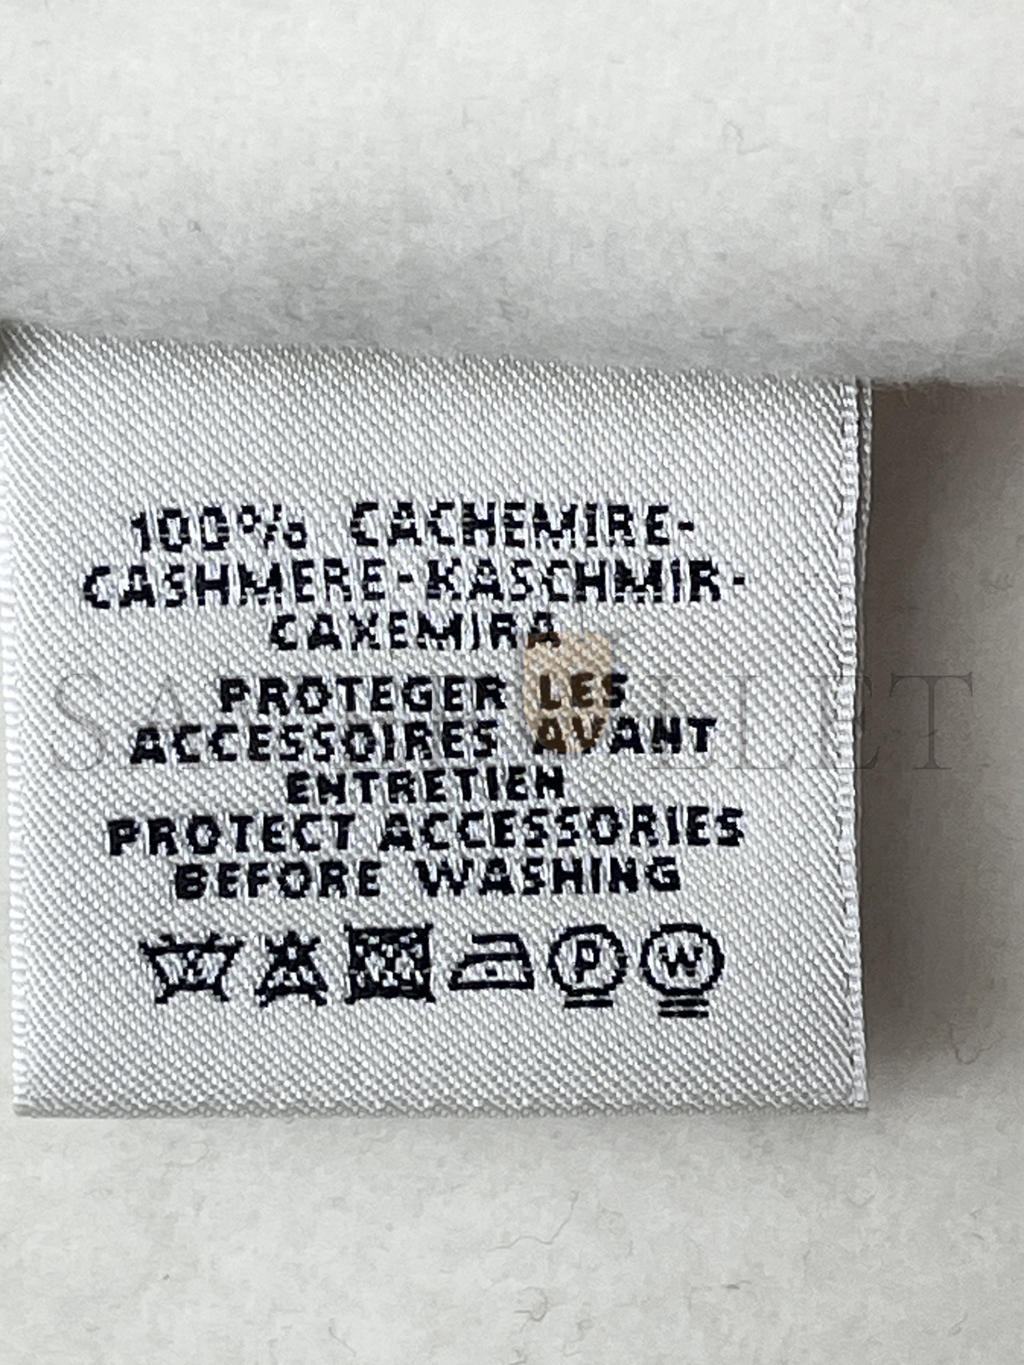 100% CACHEMIRE-
CASHMERE-KASCHMIR-
CAXEMIRA
PROTEGER LES
ACCESSOIRES AVANT
ENTRETIEN
PROTECT ACCESSORIES
BEFORE WASHING
P W